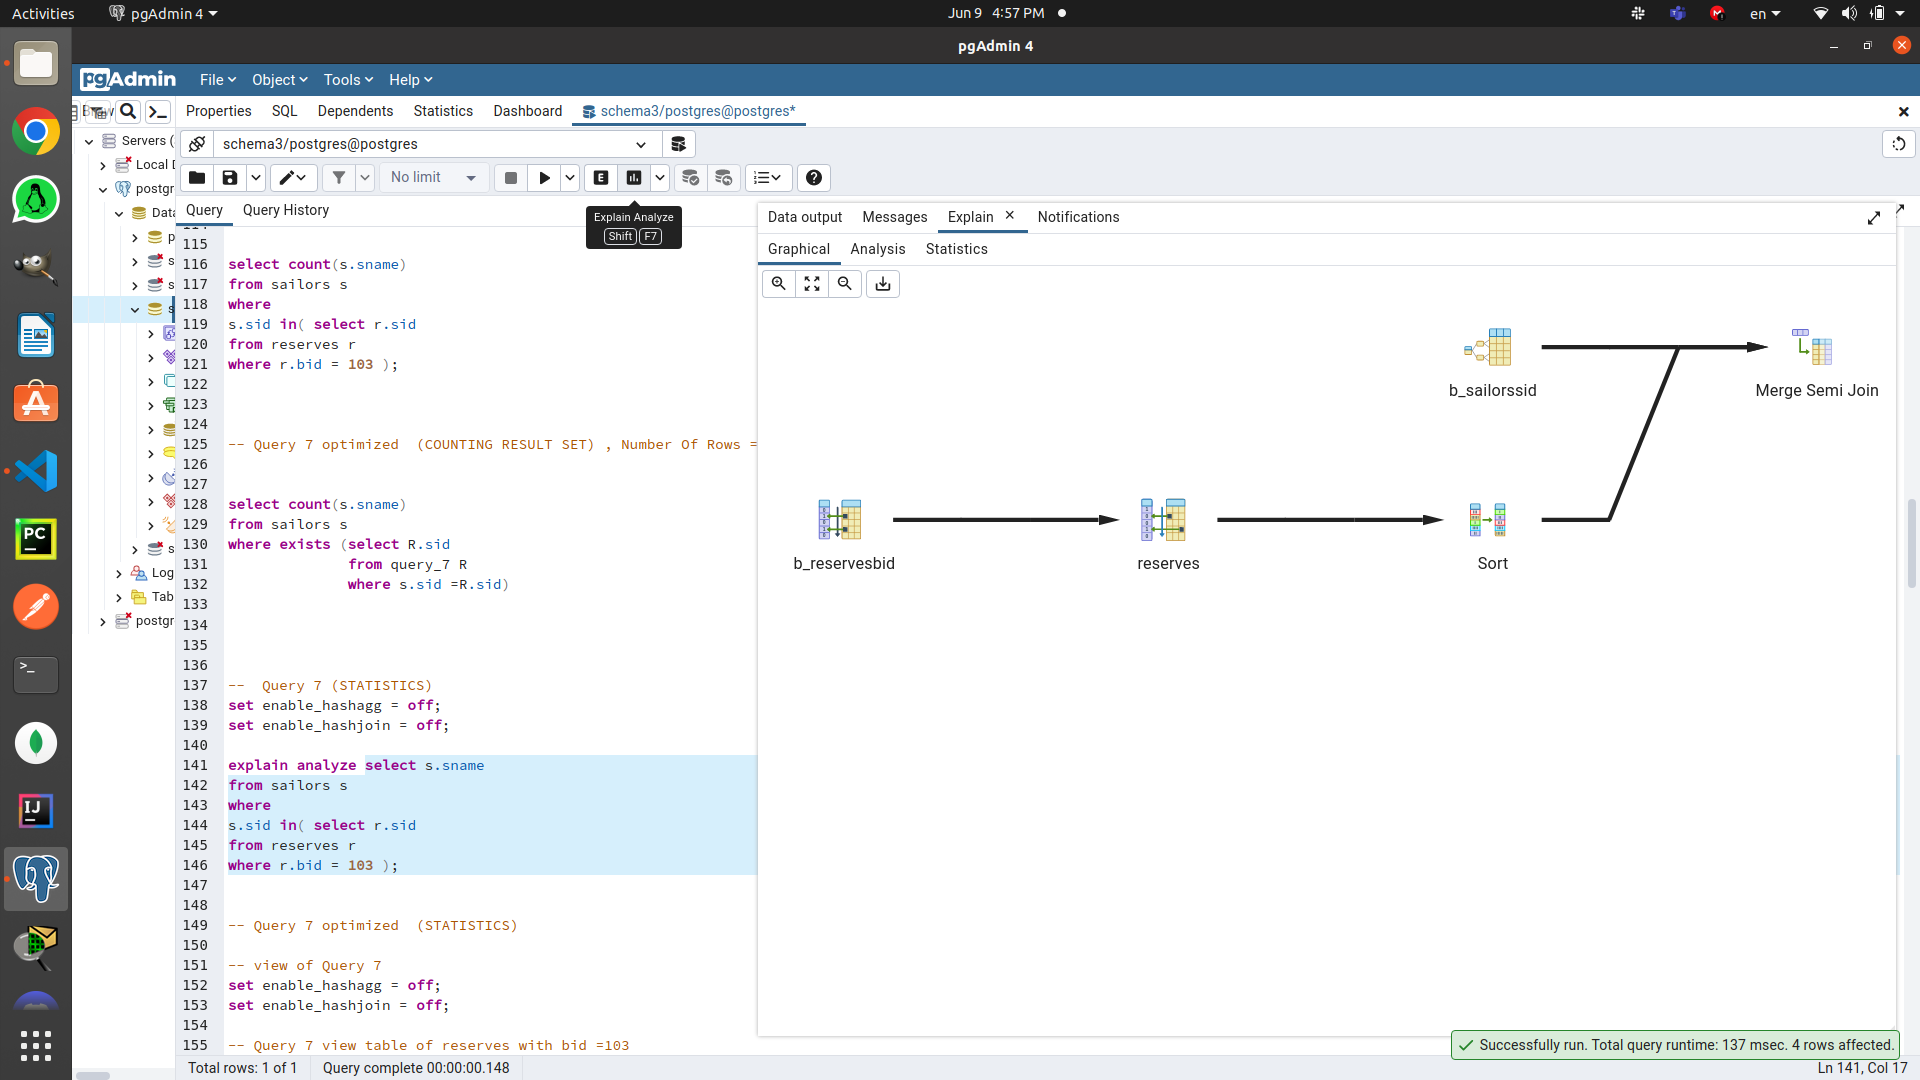 Activities
pgAdmin 4
Jun 9 4:57 PM
en
pgAdmin 4
pgAdmin
File
Object
Tools
Help
Properties
SQL
Dependents
Statistics
Dashboard
schema3/postgres@postgres*
schema3/postgres@postgres
No limit
E
Explain Analyze
Shift F7
Servers (
Local D
postgr
Data
p
s
s
s
s
Log
Tab
postgr
Query
Query History
115
116 select count(s.sname)
117 from sailors s
118 where
119 s.sid in( select r.sid
120 from reserves r
121 where r.bid = 103 );
122
123
124
125 -- Query 7 optimized  (COUNTING RESULT SET) , Number Of Rows =
126
127
128 select count(s.sname)
129 from sailors s
130 where exists (select R.sid
131 from query_7 R
132 where s.sid =R.sid)
133
134
135
136
137 --  Query 7 (STATISTICS)
138 set enable_hashagg = off;
139 set enable_hashjoin = off;
140
141 explain analyze select s.sname
142 from sailors s
143 where
144 s.sid in( select r.sid
145 from reserves r
146 where r.bid = 103 );
147
148
149 -- Query 7 optimized  (STATISTICS)
150
151 -- view of Query 7
152 set enable_hashagg = off;
153 set enable_hashjoin = off;
154
155 -- Query 7 view table of reserves with bid =103
Data output
Messages
Explain
Notifications
Graphical
Analysis
Statistics
b_sailorssid
Merge Semi Join
b_reservesbid
reserves
Sort
Successfully run. Total query runtime: 137 msec. 4 rows affected.
Total rows: 1 of 1
Query complete 00:00:00.148
Ln 141, Col 17
PC
IJ